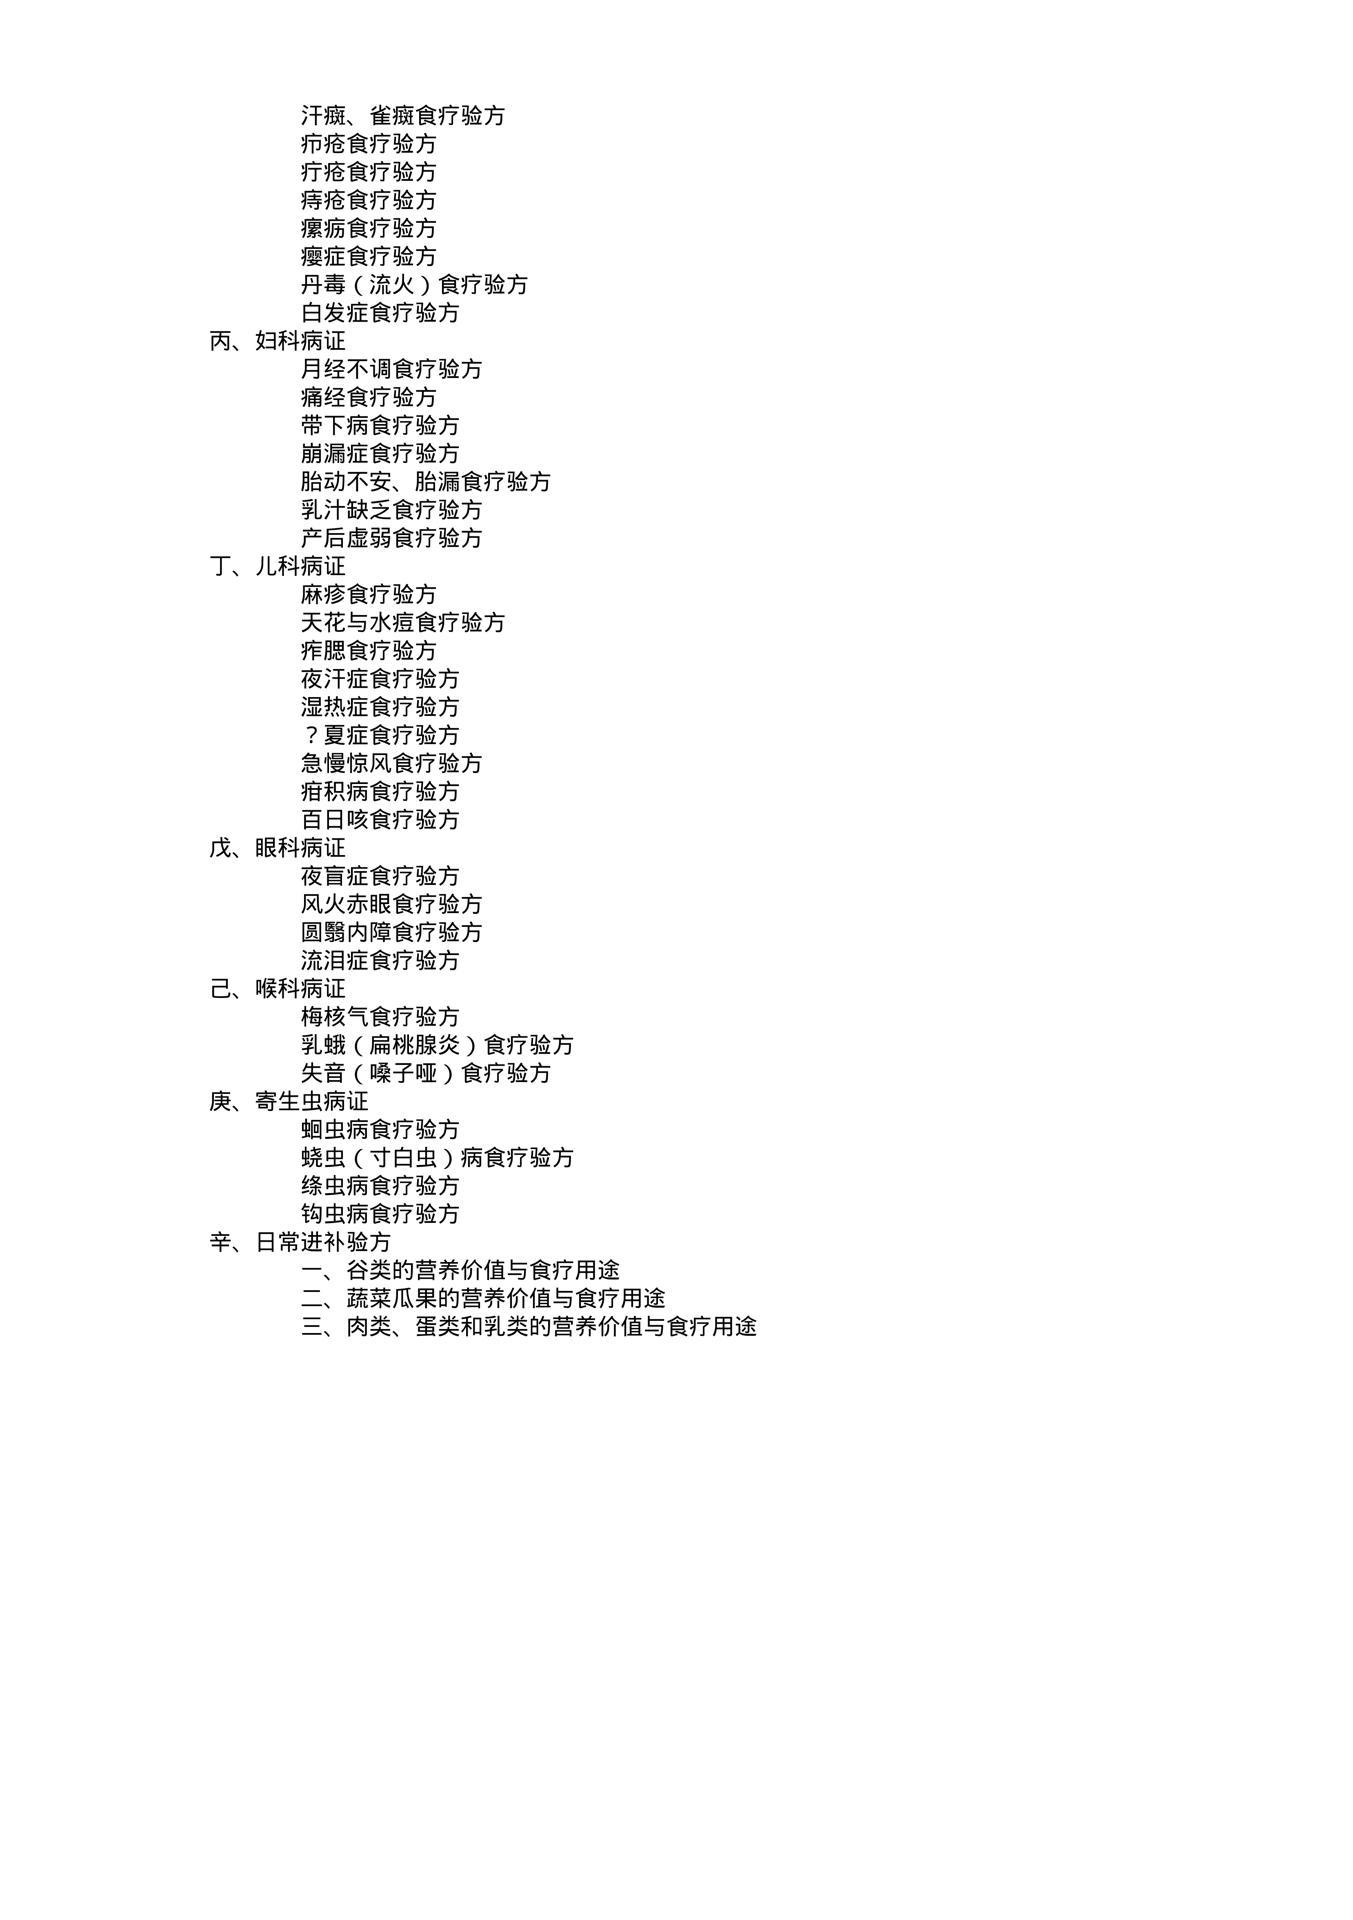 汗癍、雀癍食疗验方
疖疮食疗验方
疔疮食疗验方
痔疮食疗验方
瘰疬食疗验方
瘿症食疗验方
丹毒（流火）食疗验方
白发症食疗验方
丙、妇科病证
月经不调食疗验方
痛经食疗验方
带下病食疗验方
崩漏症食疗验方
胎动不安、胎漏食疗验方
乳汁缺乏食疗验方
产后虚弱食疗验方
丁、儿科病证
麻疹食疗验方
天花与水痘食疗验方
痄腮食疗验方
夜汗症食疗验方
湿热症食疗验方
？夏症食疗验方
急慢惊风食疗验方
疳积病食疗验方
百日咳食疗验方
戊、眼科病证
夜盲症食疗验方
风火赤眼食疗验方
圆翳内障食疗验方
流泪症食疗验方
己、喉科病证
梅核气食疗验方
乳蛾（扁桃腺炎）食疗验方
失音（嗓子哑）食疗验方
庚、寄生虫病证
蛔虫病食疗验方
蛲虫（寸白虫）病食疗验方
绦虫病食疗验方
钩虫病食疗验方
辛、日常进补验方
一、谷类的营养价值与食疗用途
二、蔬菜瓜果的营养价值与食疗用途
三、肉类、蛋类和乳类的营养价值与食疗用途